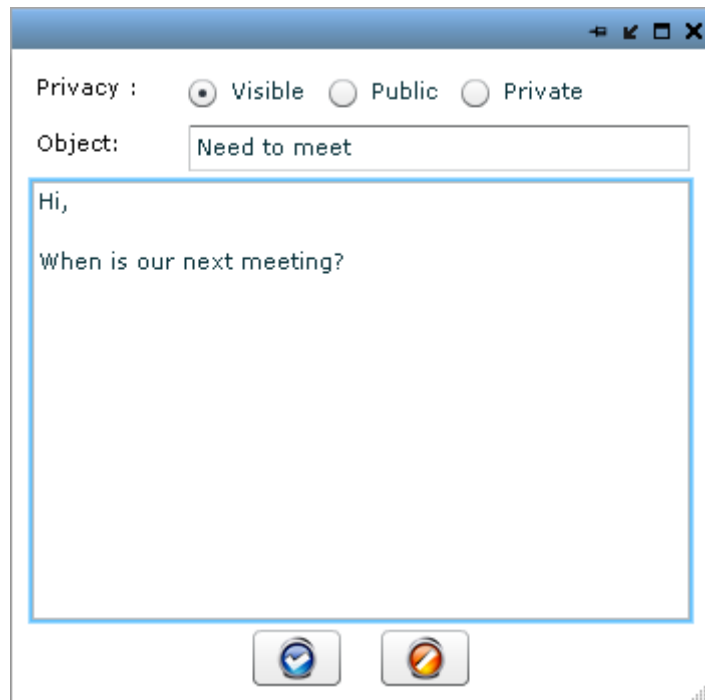 Privacy : Visible Public Private
Object: Need to meet
Hi,
When is our next meeting?